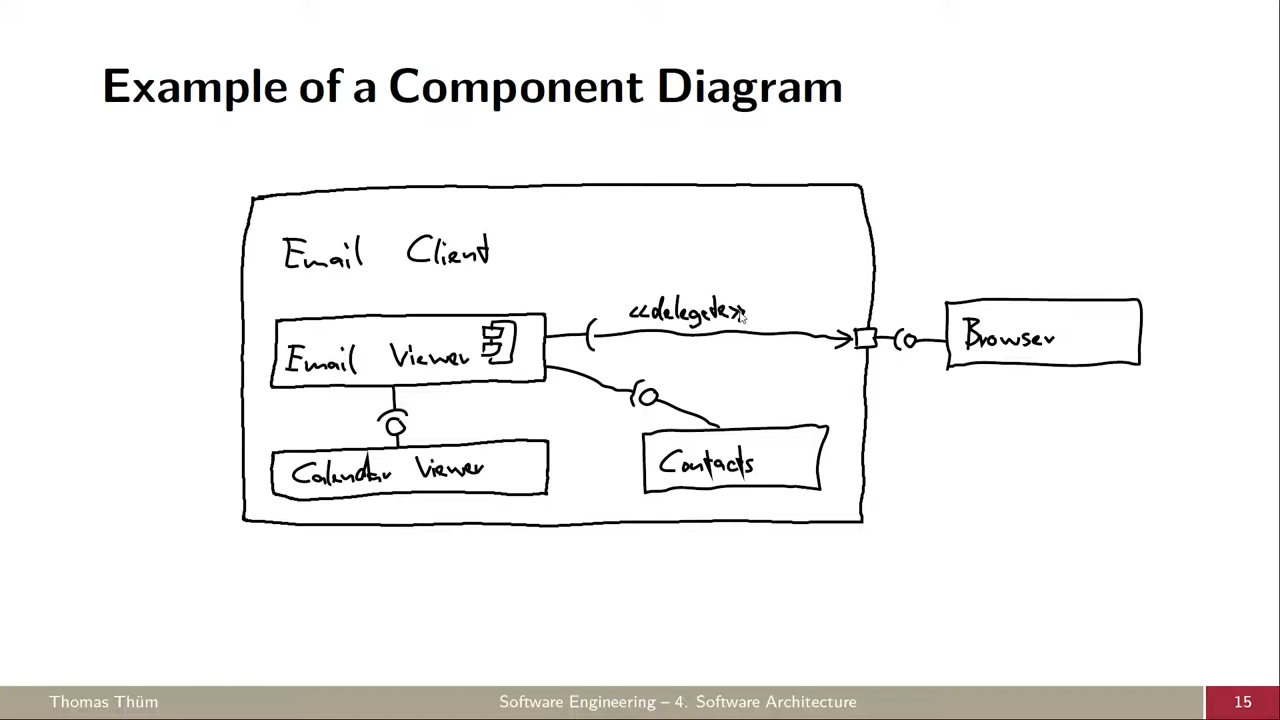 Example of a Component Diagram
Email Client
<<delegate>>
Email Viewer
Browser
Calendar Viewer
Contacts
Thomas Thüm
Software Engineering – 4. Software Architecture
15